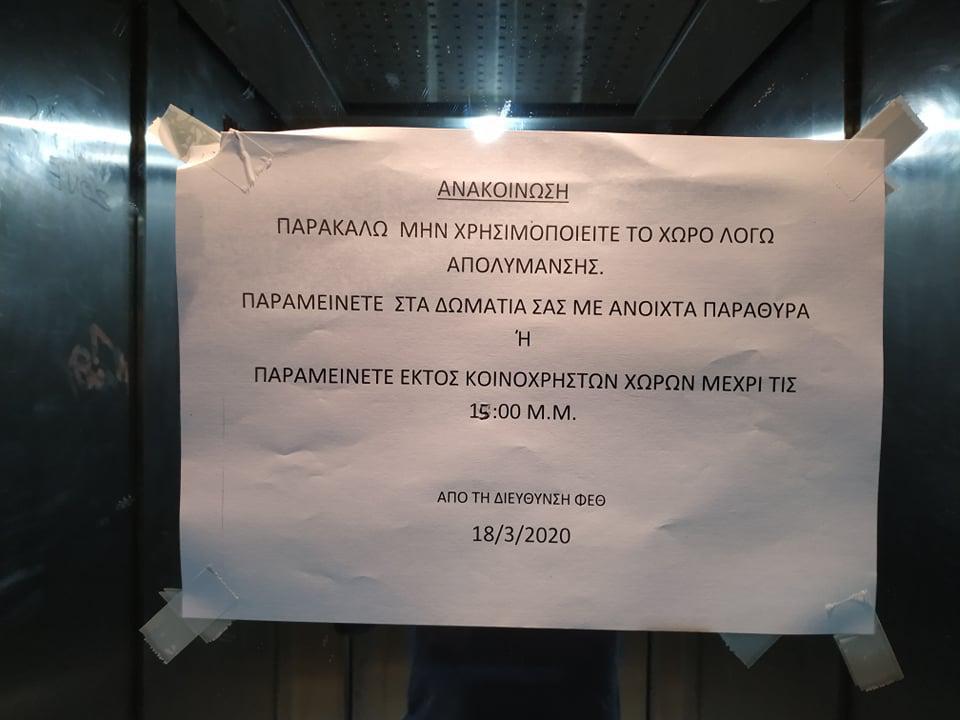 ΑΝΑΚΟΙΝΩΣΗ
ΠΑΡΑΚΑΛΩ ΜΗΝ ΧΡΗΣΙΜΟΠΟΙΕΙΤΕ ΤΟ ΧΩΡΟ ΛΟΓΩ
ΑΠΟΛΥΜΑΝΣΗΣ.
ΠΑΡΑΜΕΙΝΕΤΕ ΣΤΑ ΔΩΜΑΤΙΑ ΣΑΣ ΜΕ ΑΝΟΙΧΤΑ ΠΑΡΑΘΥΡΑ
Ή
ΠΑΡΑΜΕΙΝΕΤΕ ΕΚΤΟΣ ΚΟΙΝΟΧΡΗΣΤΩΝ ΧΩΡΩΝ ΜΕΧΡΙ ΤΙΣ
15:00 Μ.Μ.
ΑΠΟ ΤΗ ΔΙΕΥΘΥΝΣΗ ΦΕΘ
18/3/2020